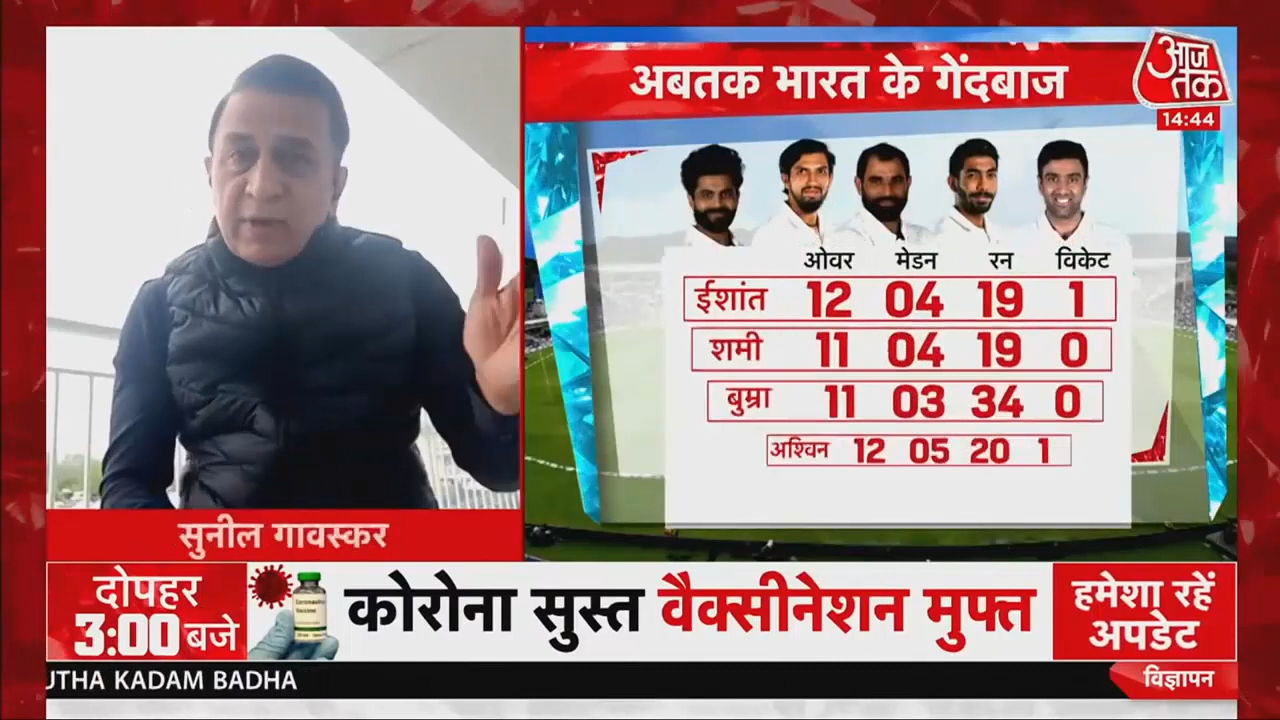 अबतक भारत के गेंदबाज
आज तक
14:44
ओवर मेडन रन विकेट
ईशांत 12 04 19 1
शमी 11 04 19 0
बुम्रा 11 03 34 0
अश्विन 12 05 20 1
सुनील गावस्कर
दोपहर
3:00 बजे
Coronavirus
Vaccine
कोरोना सुस्त वैक्सीनेशन मुफ्त
हमेशा रहें
अपडेट
UTHA KADAM BADHA
विज्ञापन